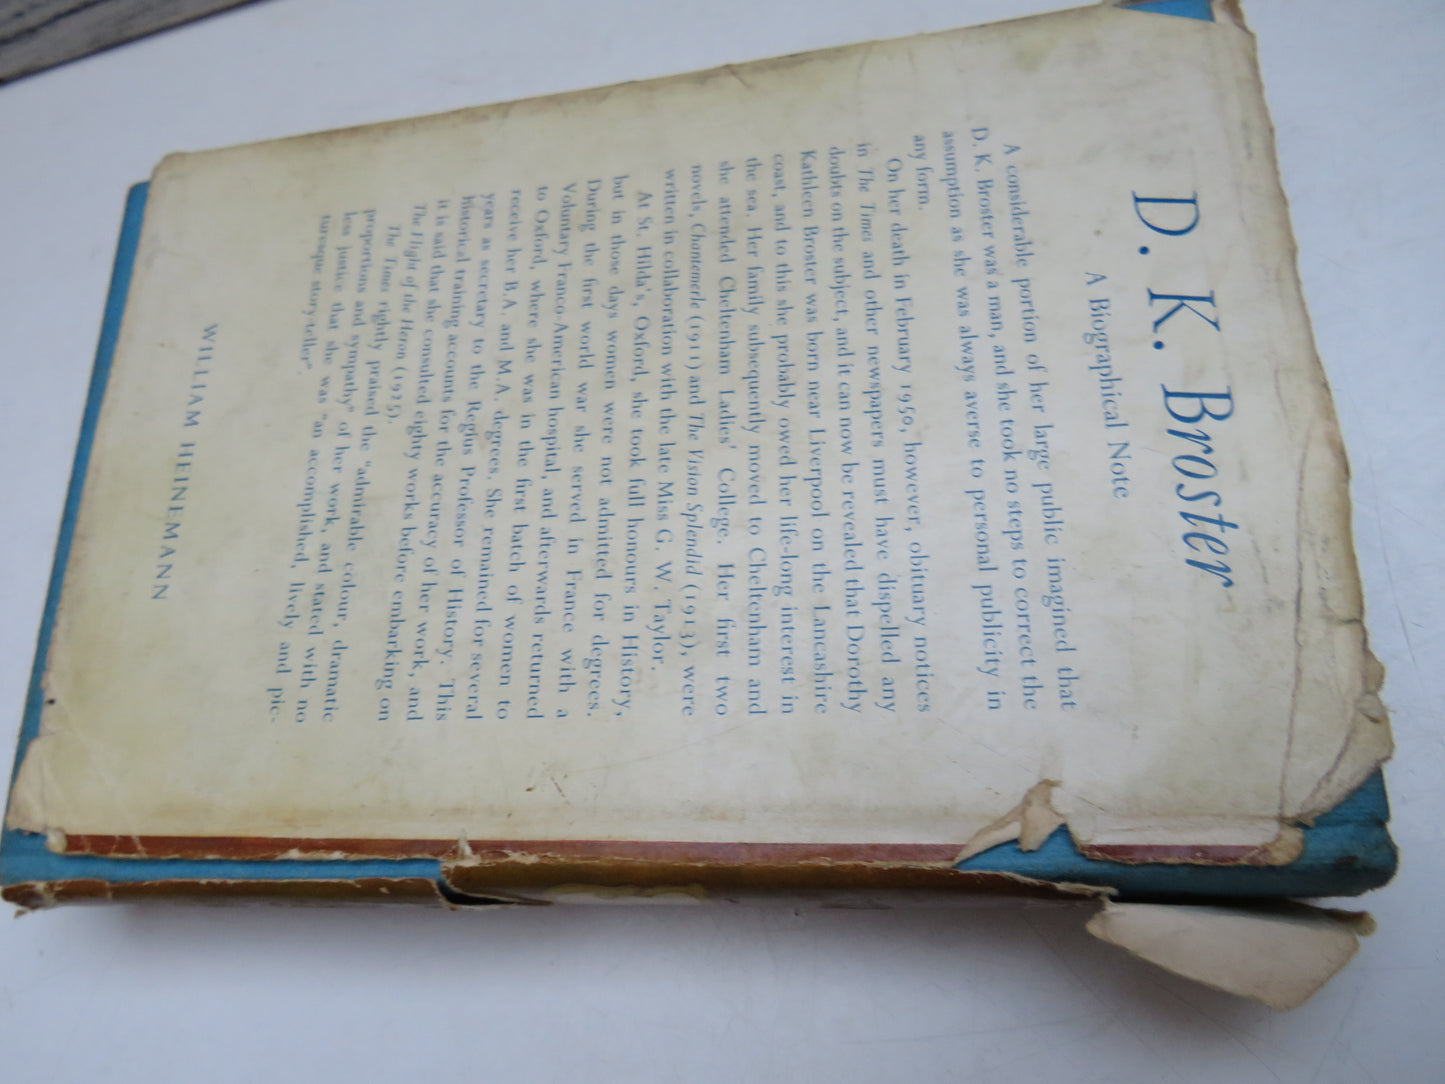 D. K. Broster
A Biographical Note
A considerable portion of her large public imagined that
D. K. Broster was a man, and she took no steps to correct the
assumption as she was always averse to personal publicity in
any form.
On her death in February 1950, however, obituary notices
in The Times and other newspapers must have dispelled any
doubts on the subject, and it can now be revealed that Dorothy
Kathleen Broster was born near Liverpool on the Lancashire
coast, and to this she probably owed her life-long interest in
the sea. Her family subsequently moved to Cheltenham and
she attended Cheltenham Ladies' College. Her first two
novels, Chantemerle (1911) and The Vision Splendid (1913), were
written in collaboration with the late Miss G. W. Taylor.
At St. Hilda's, Oxford, she took full honours in History,
but in those days women were not admitted for degrees.
During the first world war she served in France with a
Voluntary Franco-American hospital, and afterwards returned
to Oxford, where she was in the first batch of women to
receive her B.A. and M.A. degrees. She remained for several
years as secretary to the Regius Professor of History. This
historical training accounts for the accuracy of her work, and
it is said that she consulted eighty works before embarking on
The Flight of the Heron (1925).
The Times rightly praised the "admirable colour, dramatic
proportions and sympathy" of her work, and stated with no
less justice that she was "an accomplished, lively and pic-
turesque story-teller".
WILLIAM HEINEMANN